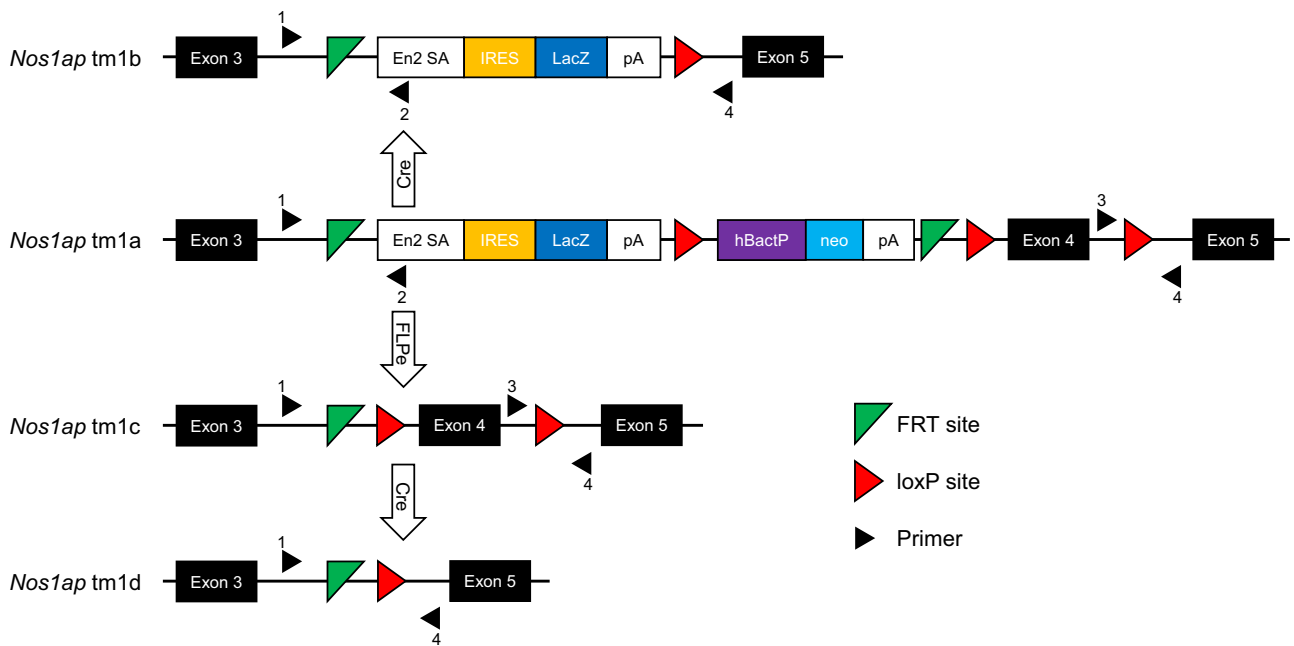 1
Nos1ap tm1b Exon 3 En2 SA IRES LacZ pA Exon 5
2 4
Cre
1 3
Nos1ap tm1a Exon 3 En2 SA IRES LacZ pA hBactP neo pA Exon 4 Exon 5
2 4
FLPe
1 3
Nos1ap tm1c Exon 3 Exon 4 Exon 5
4
FRT site
loxP site
Primer
Cre
1
Nos1ap tm1d Exon 3 Exon 5
4